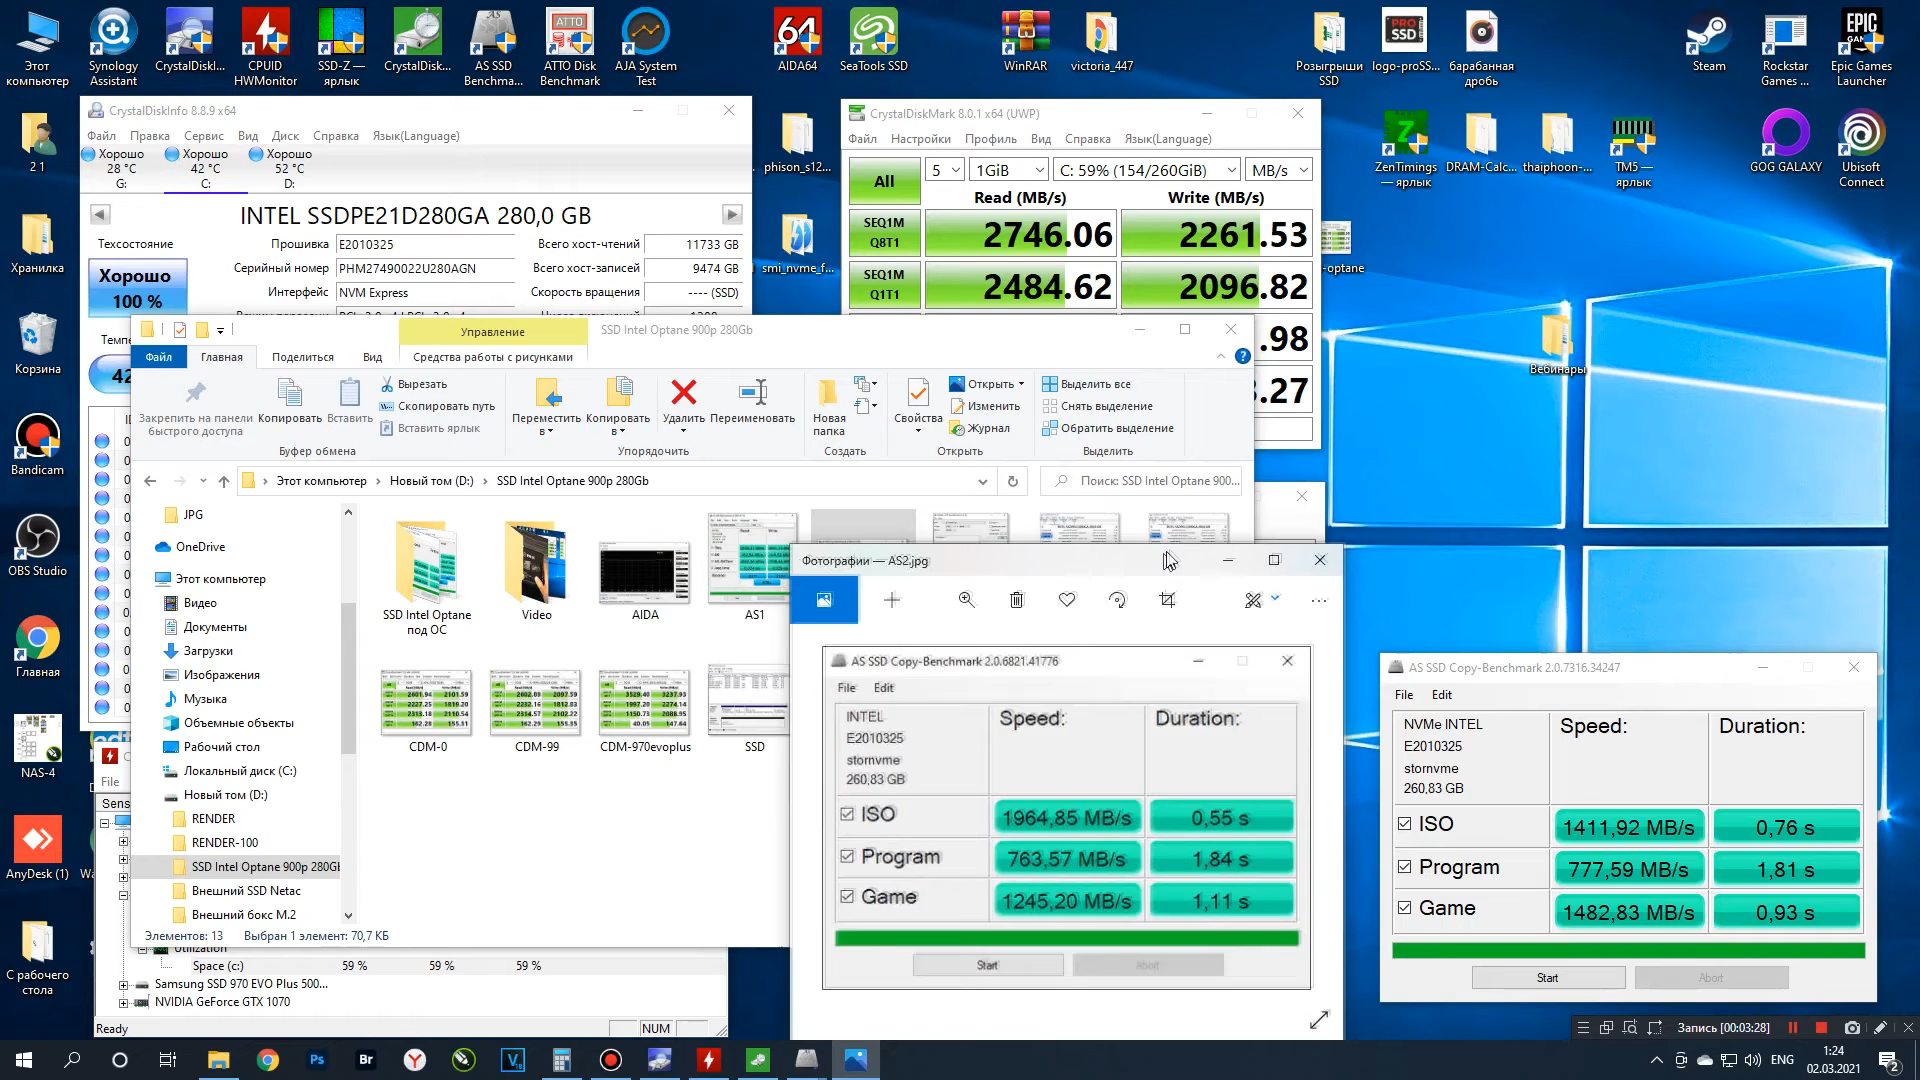 Этот компьютер
Synology Assistant
CrystalDiskI...
CPUID HWMonitor
SSD-Z — ярлык
CrystalDisk...
AS SSD Benchma...
ATTO Disk Benchmark
AJA System Test
AIDA64
SeaTools SSD
WinRAR
victoria_447
Розыгрыши SSD
logo-proSS...
барабанная дробь
Steam
Rockstar Games ...
Epic Games Launcher
2 1
Хранилка
Корзина
Bandicam
OBS Studio
Главная
NAS-4
AnyDesk (1)
С рабочего стола
phison_s12...
smi_nvme_f...
ZenTimings — ярлык
DRAM-Calc...
thaiphoon-...
TM5 — ярлык
GOG GALAXY
Ubisoft Connect
-optane
Вебинары
CrystalDiskInfo 8.8.9 x64
Файл Правка Сервис Вид Диск Справка Язык(Language)
Хорошо Хорошо Хорошо
28 °C 42 °C 52 °C
G: C: D:
INTEL SSDPE21D280GA 280,0 GB
Техсостояние
Хорошо
100 %
Прошивка E2010325
Серийный номер PHM27490022U280AGN
Интерфейс NVM Express
Всего хост-чтений 11733 GB
Всего хост-записей 9474 GB
Скорость вращения ---- (SSD)
42
CrystalDiskMark 8.0.1 x64 (UWP)
Файл Настройки Профиль Вид Справка Язык(Language)
All 5 1GiB C: 59% (154/260GiB) MB/s
Read (MB/s) Write (MB/s)
SEQ1M Q8T1 2746.06 2261.53
SEQ1M Q1T1 2484.62 2096.82
.98
.27
Управление SSD Intel Optane 900p 280Gb
Файл Главная Поделиться Вид Средства работы с рисунками
Закрепить на панели быстрого доступа
Копировать
Вставить
Вырезать
Скопировать путь
Вставить ярлык
Буфер обмена
Переместить в
Копировать в
Удалить
Переименовать
Упорядочить
Новая папка
Создать
Свойства
Открыть
Изменить
Журнал
Открыть
Выделить все
Снять выделение
Обратить выделение
Выделить
Этот компьютер › Новый том (D:) › SSD Intel Optane 900p 280Gb
Поиск: SSD Intel Optane 900...
JPG
OneDrive
Этот компьютер
Видео
Документы
Загрузки
Изображения
Музыка
Объемные объекты
Рабочий стол
Локальный диск (C:)
Новый том (D:)
RENDER
RENDER-100
SSD Intel Optane 900p 280Gb
Внешний SSD Netac
Внешний бокс M.2
SSD Intel Optane под ОС
Video
AIDA
AS1
CDM-0
CDM-99
CDM-970evoplus
SSD
Элементов: 13 Выбран 1 элемент: 70,7 КБ
File
Sens
Utilization
Space (c:) 59 % 59 % 59 %
Samsung SSD 970 EVO Plus 500...
NVIDIA GeForce GTX 1070
Ready
NUM
Фотографии — AS2.jpg
AS SSD Copy-Benchmark 2.0.6821.41776
File Edit
INTEL
E2010325
stornvme
260,83 GB
Speed: Duration:
ISO 1964,85 MB/s 0,55 s
Program 763,57 MB/s 1,84 s
Game 1245,20 MB/s 1,11 s
Start Abort
AS SSD Copy-Benchmark 2.0.7316.34247
File Edit
NVMe INTEL
E2010325
stornvme
260,83 GB
Speed: Duration:
ISO 1411,92 MB/s 0,76 s
Program 777,59 MB/s 1,81 s
Game 1482,83 MB/s 0,93 s
Start Abort
Запись [00:03:28]
ENG
1:24
02.03.2021
2